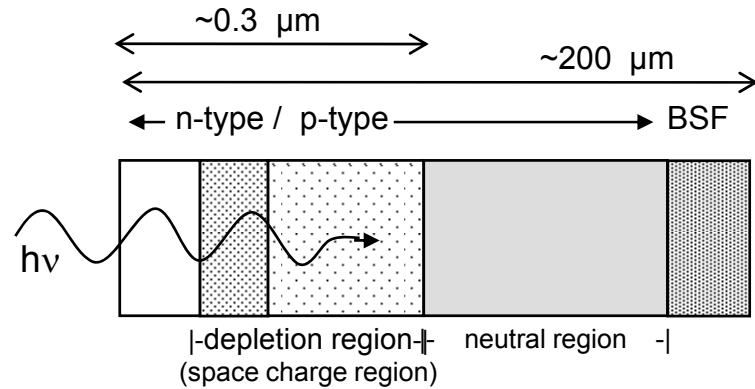 ~0.3 μm
~200 μm
n-type / p-type BSF
hν
|-depletion region-|- neutral region -|
(space charge region)